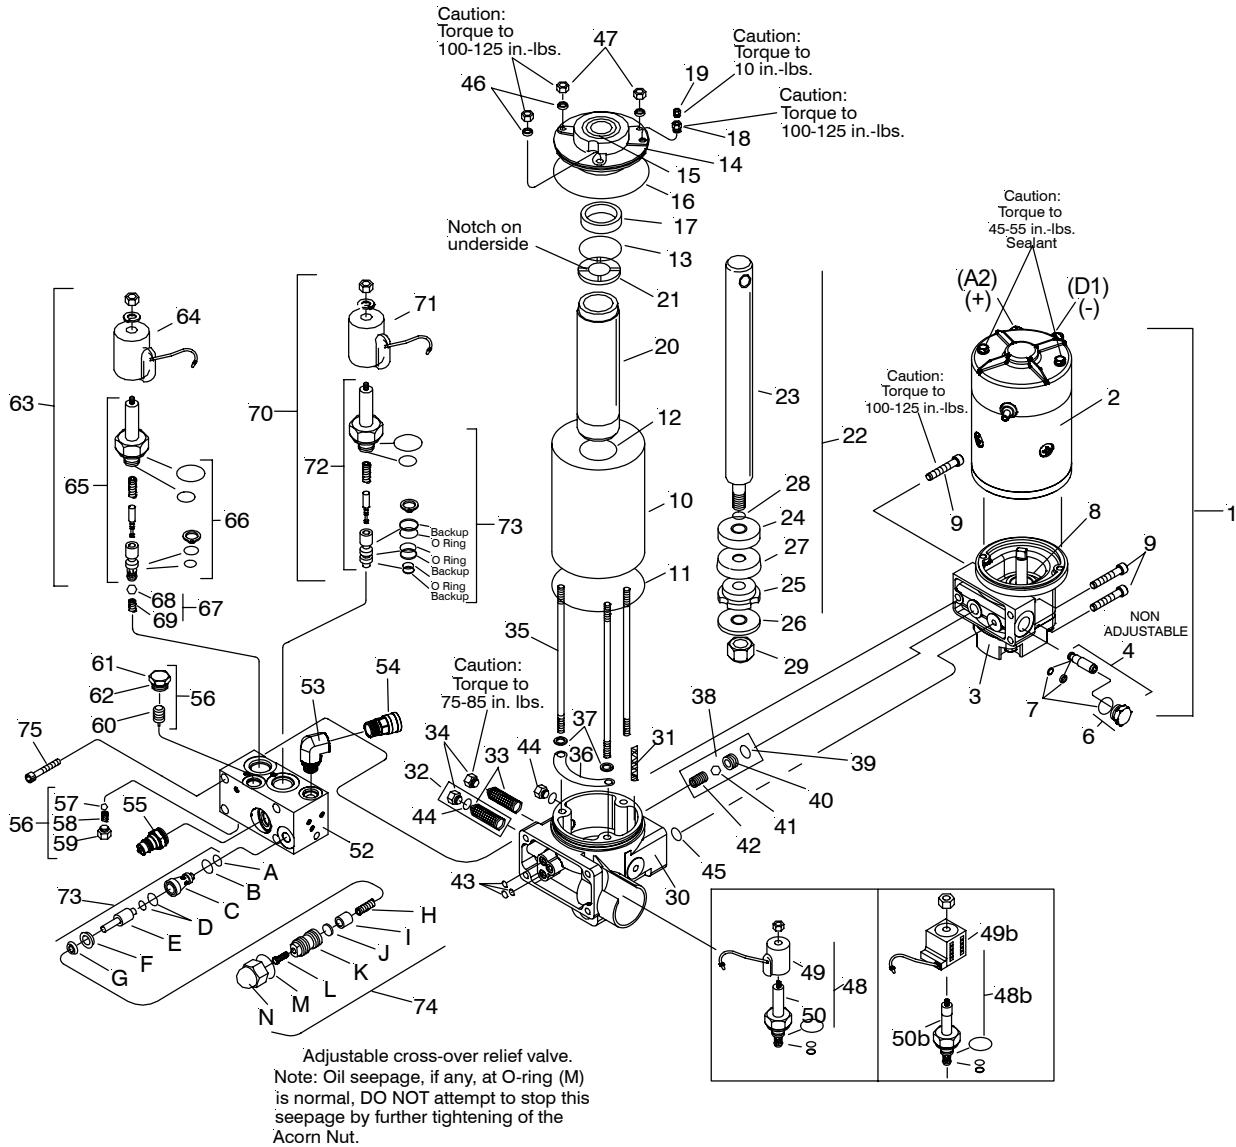 Caution:
Torque to
100-125 in.-lbs.
47
46
19
Caution:
Torque to
10 in.-lbs.
Caution:
Torque to
100-125 in.-lbs.
18
14
15
16
17
Notch on
underside
13
21
20
12
10
11
23
22
28
24
27
25
26
29
Caution:
Torque to
45-55 in.-lbs.
Sealant
(A2)
(+)
(D1)
(-)
2
1
Caution:
Torque to
100-125 in.-lbs.
9
8
9
NON
ADJUSTABLE
4
3
7
6
63
64
65
66
68
69
67
70
71
72
73
Backup
O Ring
O Ring
Backup
O Ring
Backup
61
62
60
56
75
53
54
57
58
59
56
55
52
35
Caution:
Torque to
75-85 in. lbs.
34
33
32
44
44
37
36
31
38
39
40
41
42
45
30
43
73
A
B
C
D
E
F
G
H
I
J
K
L
M
N
74
49
48
50
49b
48b
50b
Adjustable cross-over relief valve.
Note: Oil seepage, if any, at O-ring (M)
is normal, DO NOT attempt to stop this
seepage by further tightening of the
Acorn Nut.